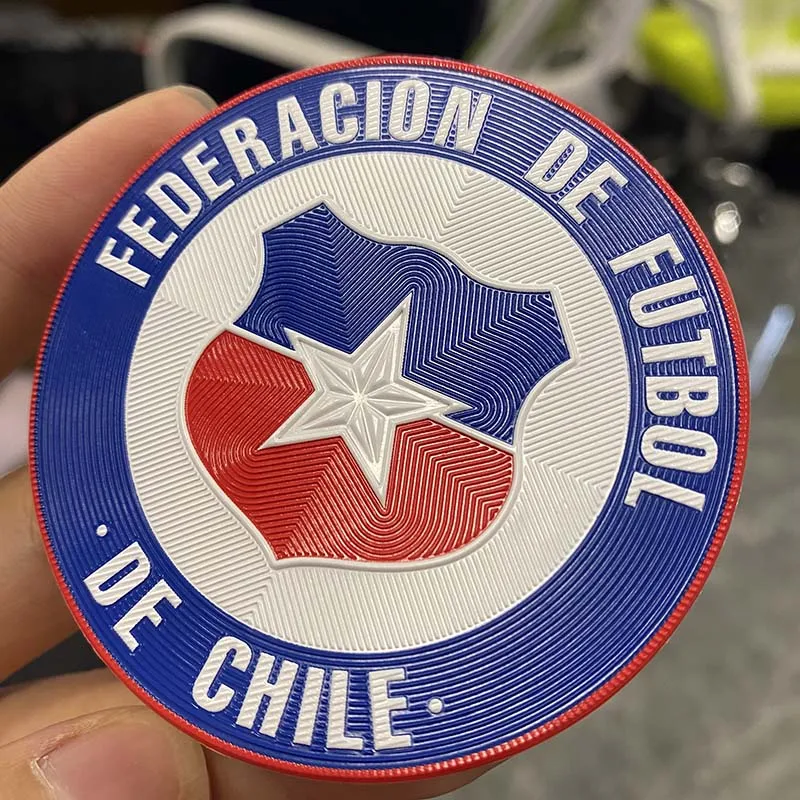 FEDERACION DE FUTBOL
· DE CHILE ·